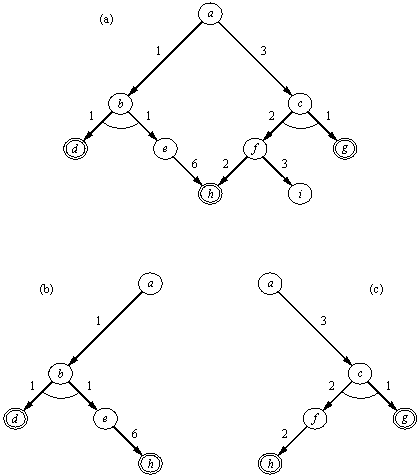 (a)
a
1 3
b c
1 1 2 1
d e f g
6 2 3
h i
(b) a a (c)
1 3
b c
1 1 2 1
d e f g
6 2
h h